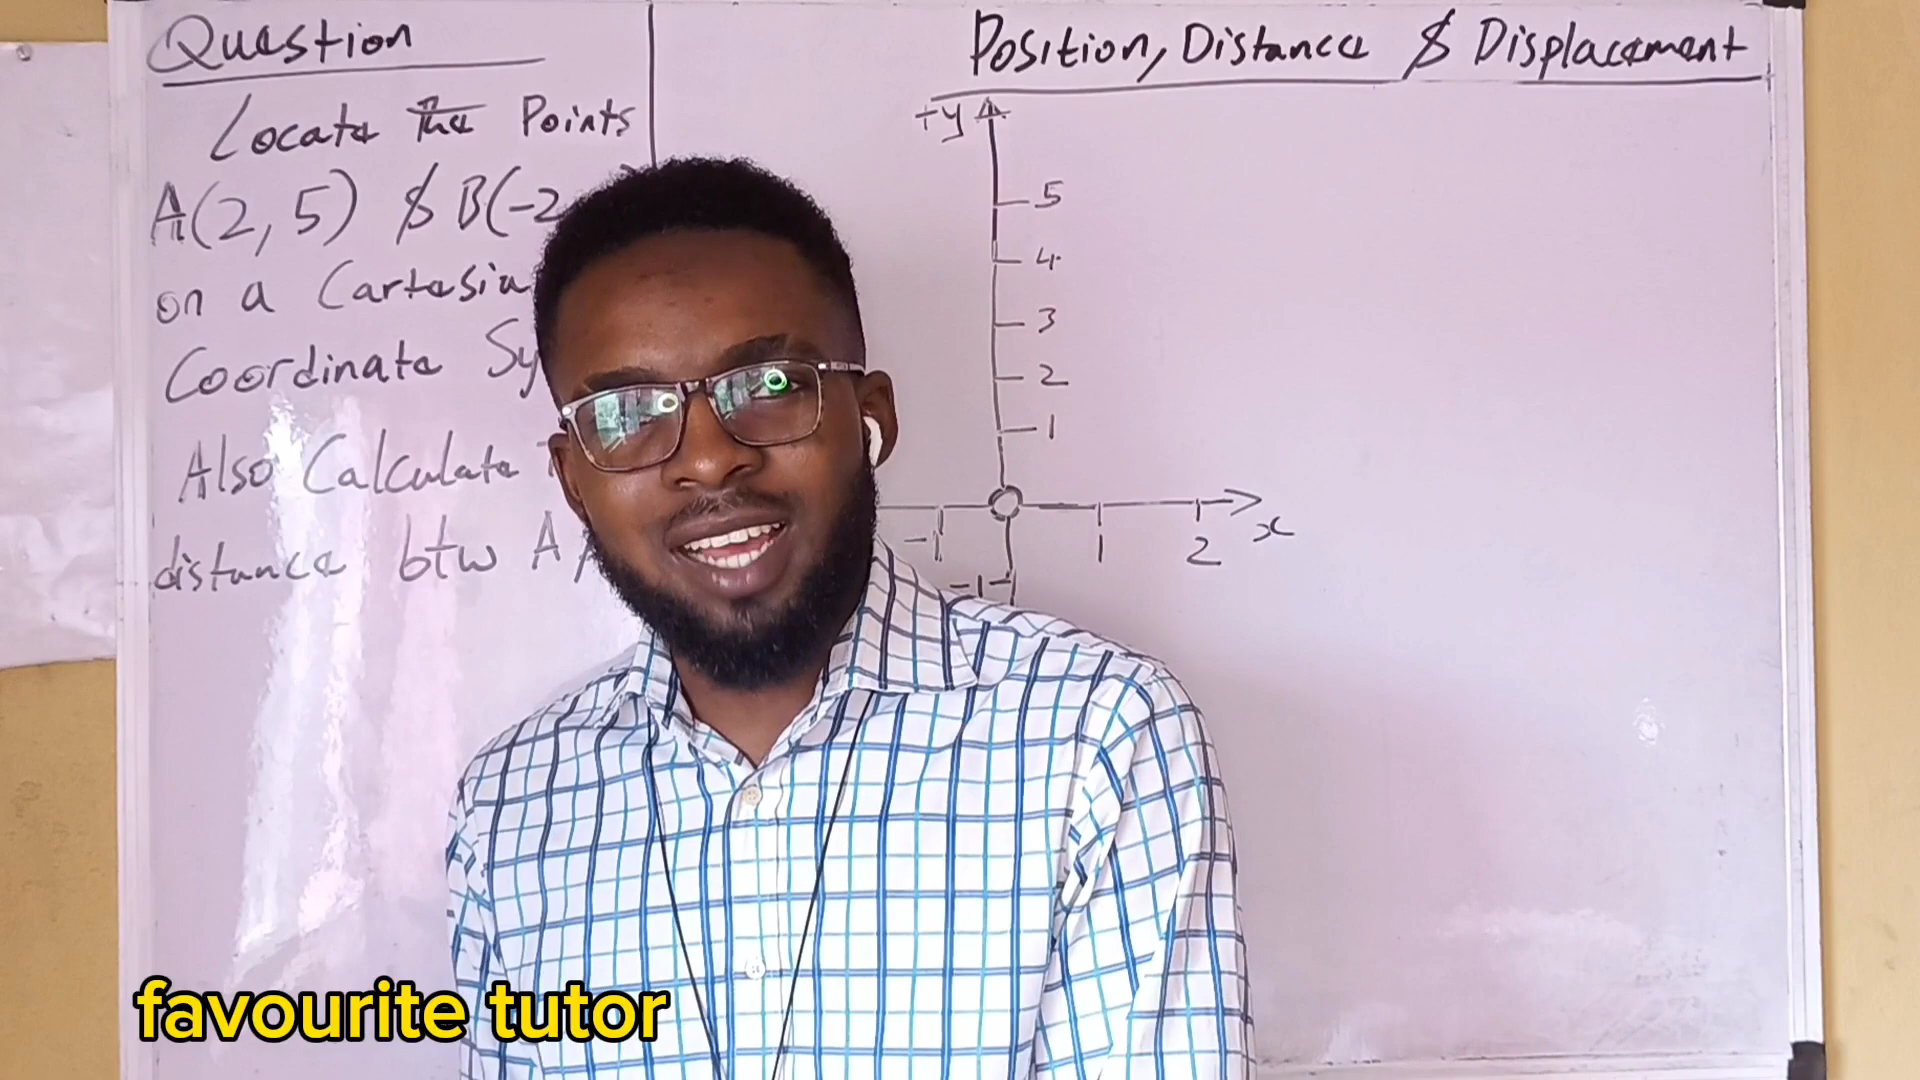 Question
Locate The Points
A(2, 5) $ B(-2
on a Cartesian
Coordinate Sy
Also Calculate
distance btw A
Position, Distance $ Displacement
+y
5
4
3
2
1
-1 1 2 x
-1
favourite tutor